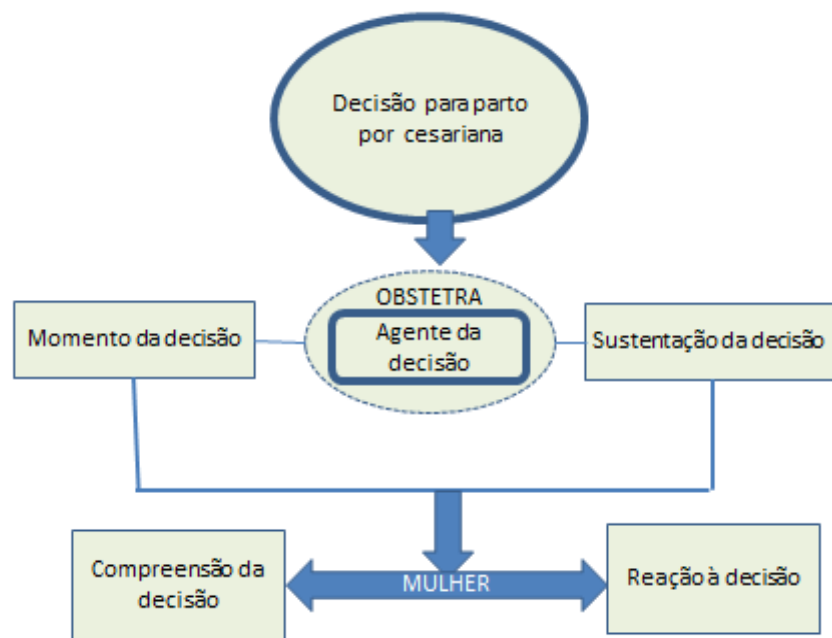 Decisão para parto
por cesariana
OBSTETRA
Agente da
decisão
Momento da decisão
Sustentação da decisão
Compreensão da
decisão
MULHER
Reação à decisão